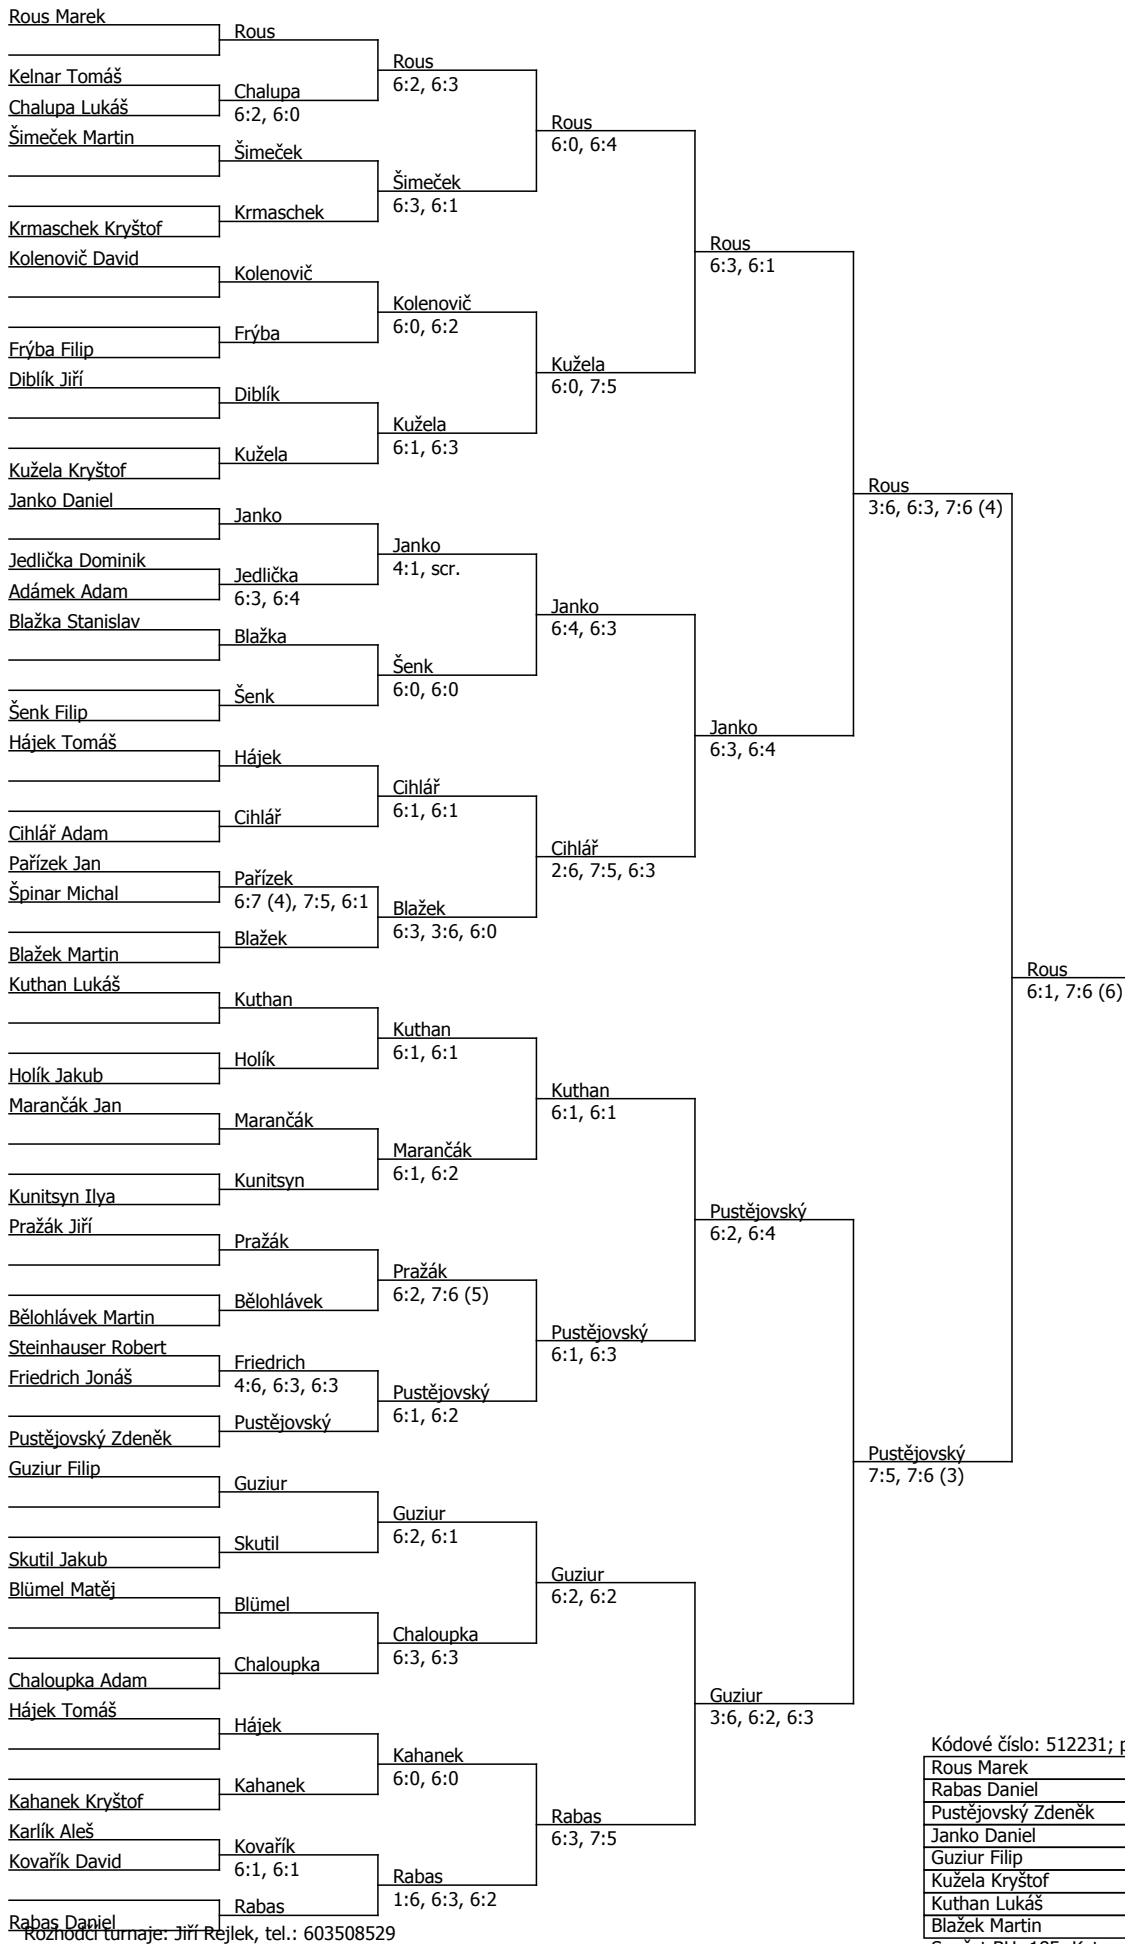 Rous Marek
Rous
Rous
6:2, 6:3
Kelnar Tomáš
Chalupa
6:2, 6:0
Chalupa Lukáš
Rous
6:0, 6:4
Šimeček Martin
Šimeček
Šimeček
6:3, 6:1
Krmaschek
Krmaschek Kryštof
Rous
6:3, 6:1
Kolenovič David
Kolenovič
Kolenovič
6:0, 6:2
Frýba
Frýba Filip
Kužela
6:0, 7:5
Diblík Jiří
Diblík
Kužela
6:1, 6:3
Kužela
Kužela Kryštof
Rous
3:6, 6:3, 7:6 (4)
Janko Daniel
Janko
Janko
4:1, scr.
Jedlička Dominik
Jedlička
6:3, 6:4
Adámek Adam
Janko
6:4, 6:3
Blažka Stanislav
Blažka
Šenk
6:0, 6:0
Šenk
Šenk Filip
Janko
6:3, 6:4
Hájek Tomáš
Hájek
Cihlář
6:1, 6:1
Cihlář
Cihlář Adam
Cihlář
2:6, 7:5, 6:3
Pařízek Jan
Pařízek
6:7 (4), 7:5, 6:1
Špinar Michal
Blažek
6:3, 3:6, 6:0
Blažek
Blažek Martin
Rous
6:1, 7:6 (6)
Kuthan Lukáš
Kuthan
Kuthan
6:1, 6:1
Holík
Holík Jakub
Kuthan
6:1, 6:1
Marančák Jan
Marančák
Marančák
6:1, 6:2
Kunitsyn
Kunitsyn Ilya
Pustějovský
6:2, 6:4
Pražák Jiří
Pražák
Pražák
6:2, 7:6 (5)
Bělohlávek
Bělohlávek Martin
Pustějovský
6:1, 6:3
Steinhauser Robert
Friedrich
4:6, 6:3, 6:3
Friedrich Jonáš
Pustějovský
6:1, 6:2
Pustějovský
Pustějovský Zdeněk
Pustějovský
7:5, 7:6 (3)
Guziur Filip
Guziur
Guziur
6:2, 6:1
Skutil
Skutil Jakub
Guziur
6:2, 6:2
Blümel Matěj
Blümel
Chaloupka
6:3, 6:3
Chaloupka
Chaloupka Adam
Guziur
3:6, 6:2, 6:3
Hájek Tomáš
Hájek
Kahanek
6:0, 6:0
Kahanek
Kahanek Kryštof
Rabas
6:3, 7:5
Karlík Aleš
Kovařík
6:1, 6:1
Kovařík David
Rabas
1:6, 6:3, 6:2
Rabas
Rabas Daniel
Rozhodčí turnaje: Jiří Rejlek, tel.: 603508529
Kódové číslo: 512231; p
Rous Marek
Rabas Daniel
Pustějovský Zdeněk
Janko Daniel
Guziur Filip
Kužela Kryštof
Kuthan Lukáš
Blažek Martin